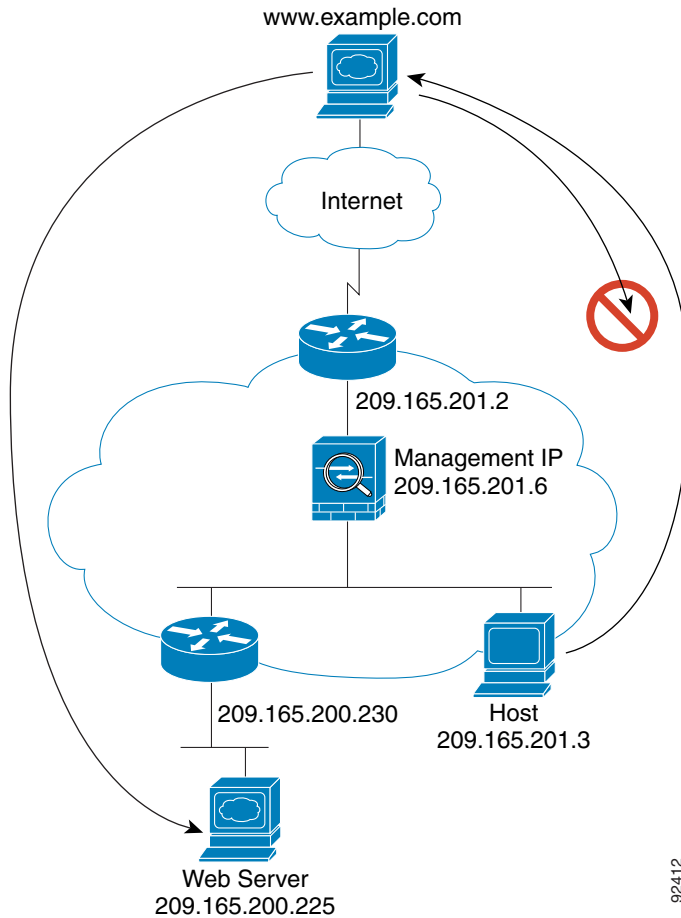 www.example.com
Internet
209.165.201.2
Management IP
209.165.201.6
209.165.200.230
Host
209.165.201.3
Web Server
209.165.200.225
92412